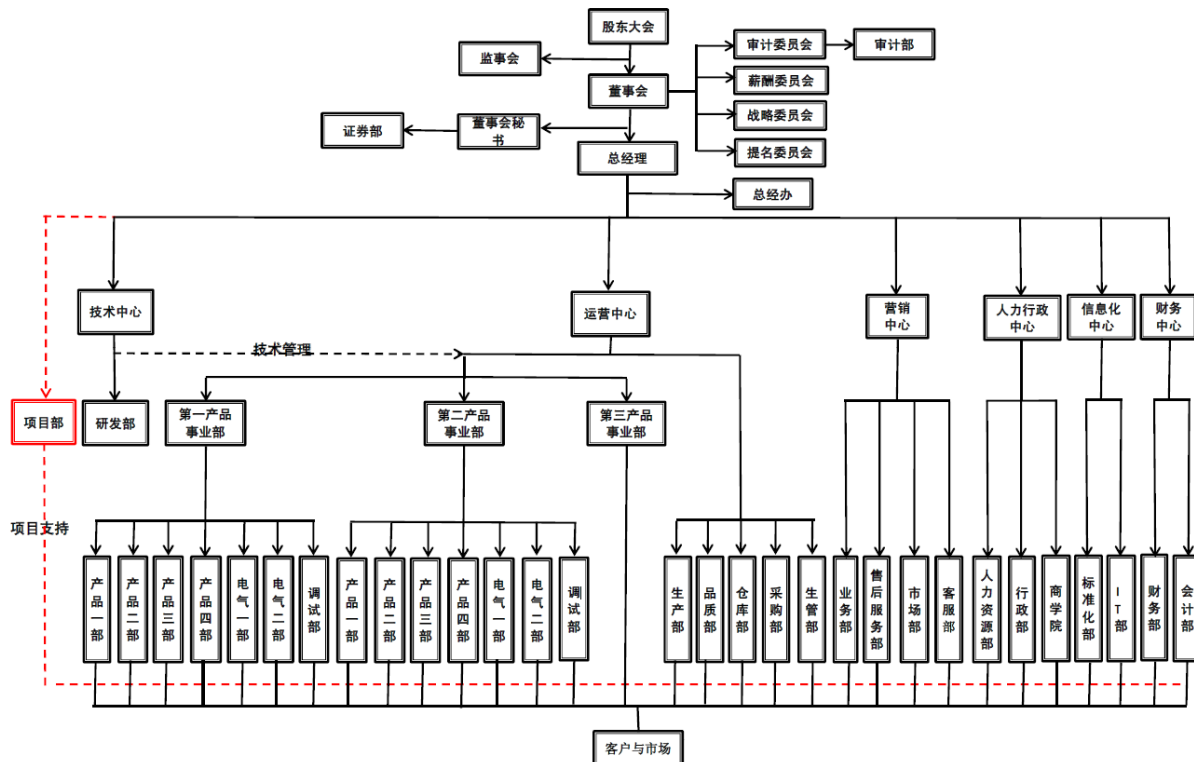 股东大会
监事会
审计委员会
审计部
董事会
薪酬委员会
战略委员会
提名委员会
证券部
董事会秘
书
总经理
总经办
技术中心
运营中心
营销
中心
人力行政
中心
信息化
中心
财务
中心
技术管理
项目部
研发部
第一产品
事业部
第二产品
事业部
第三产品
事业部
项目支持
产品一部
产品二部
产品三部
产品四部
电气一部
电气二部
调试部
产品一部
产品二部
产品三部
产品四部
电气一部
电气二部
调试部
生产部
品质部
仓库部
采购部
生管部
业务部
售后服务部
市场部
客服部
人力资源部
行政部
商学院
标准化部
IT部
财务部
会计部
客户与市场